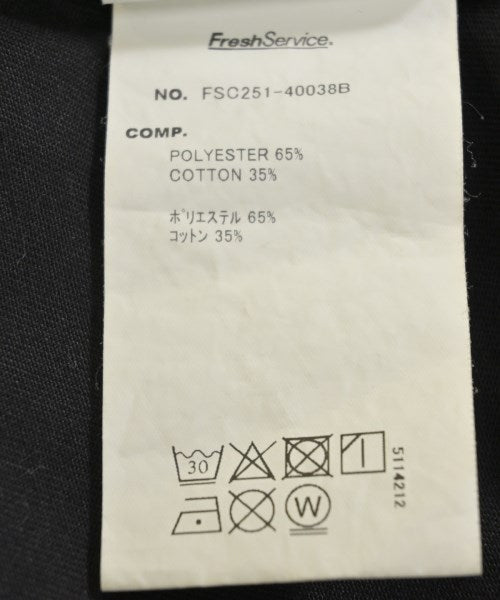 FreshService®
NO. FSC251-40038B
COMP.
POLYESTER 65%
COTTON 35%
ポリエステル 65%
コットン 35%
30
W
5114212